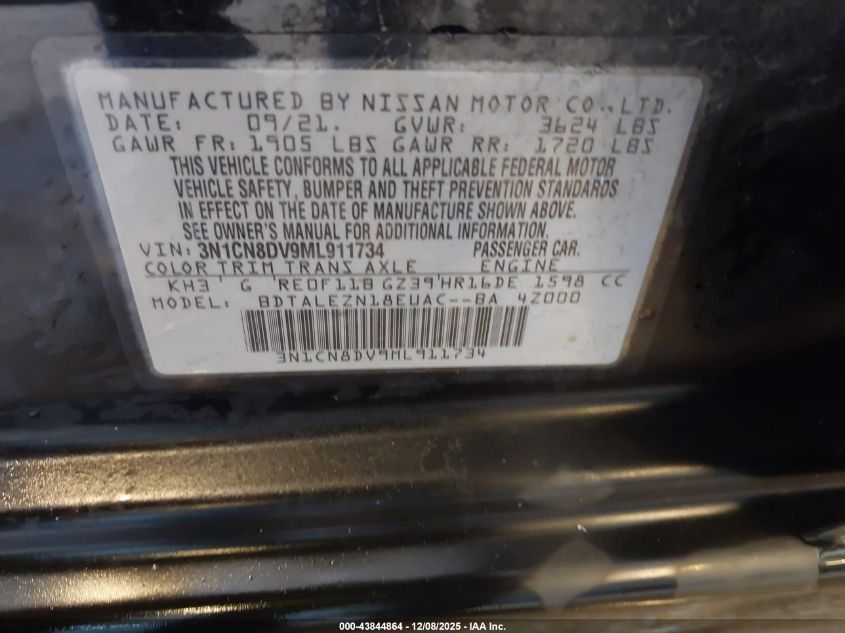 MANUFACTURED BY NISSAN MOTOR CO., LTD.
DATE: 09/21. GVWR: 3624 LBS
GAWR FR: 1905 LBS GAWR RR: 1720 LBS
THIS VEHICLE CONFORMS TO ALL APPLICABLE FEDERAL MOTOR
VEHICLE SAFETY, BUMPER AND THEFT PREVENTION STANDARDS
IN EFFECT ON THE DATE OF MANUFACTURE SHOWN ABOVE.
SEE OWNER'S MANUAL FOR ADDITIONAL INFORMATION.
VIN: 3N1CN8DV9ML911734 PASSENGER CAR.
COLOR TRIM TRANS AXLE ENGINE
KH3 G RE0F11B GZ39 HR16DE 1598 CC
MODEL: BDTALEZN18EUAC--BA 4Z000
3N1CN8DV9ML911734
000-43844864 - 12/08/2025 - IAA Inc.